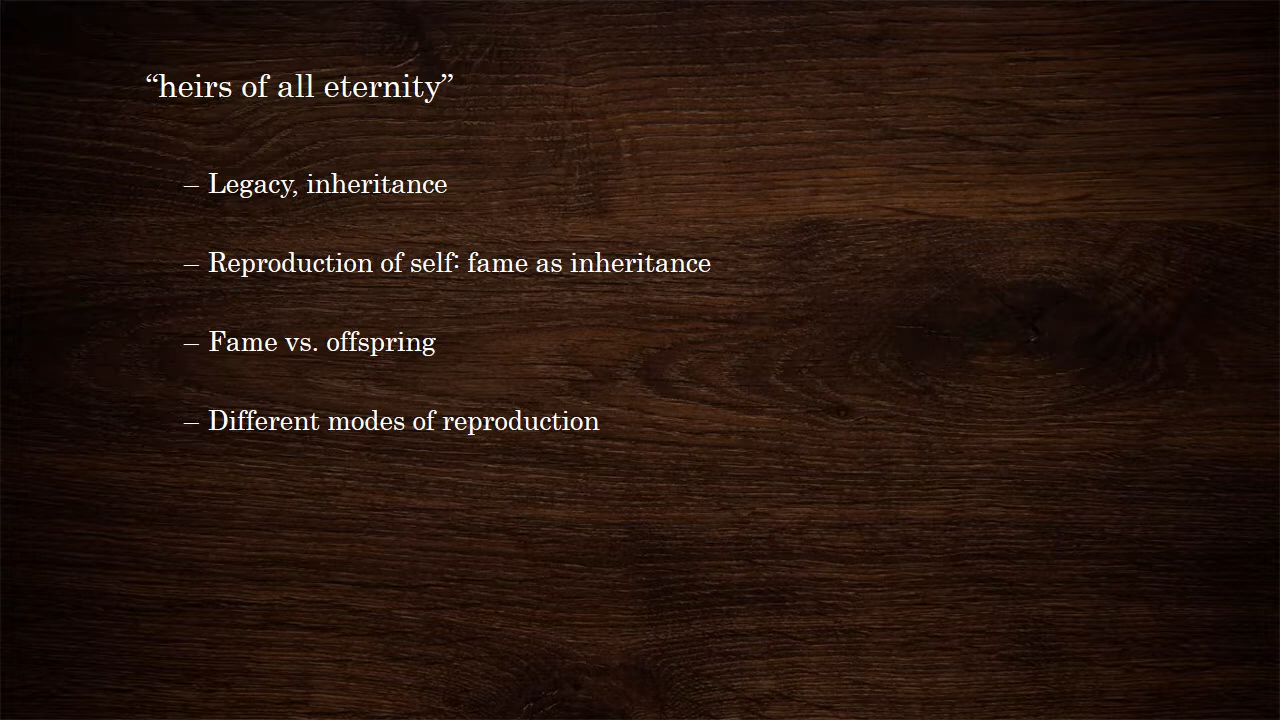 “heirs of all eternity”
– Legacy, inheritance
– Reproduction of self: fame as inheritance
– Fame vs. offspring
– Different modes of reproduction